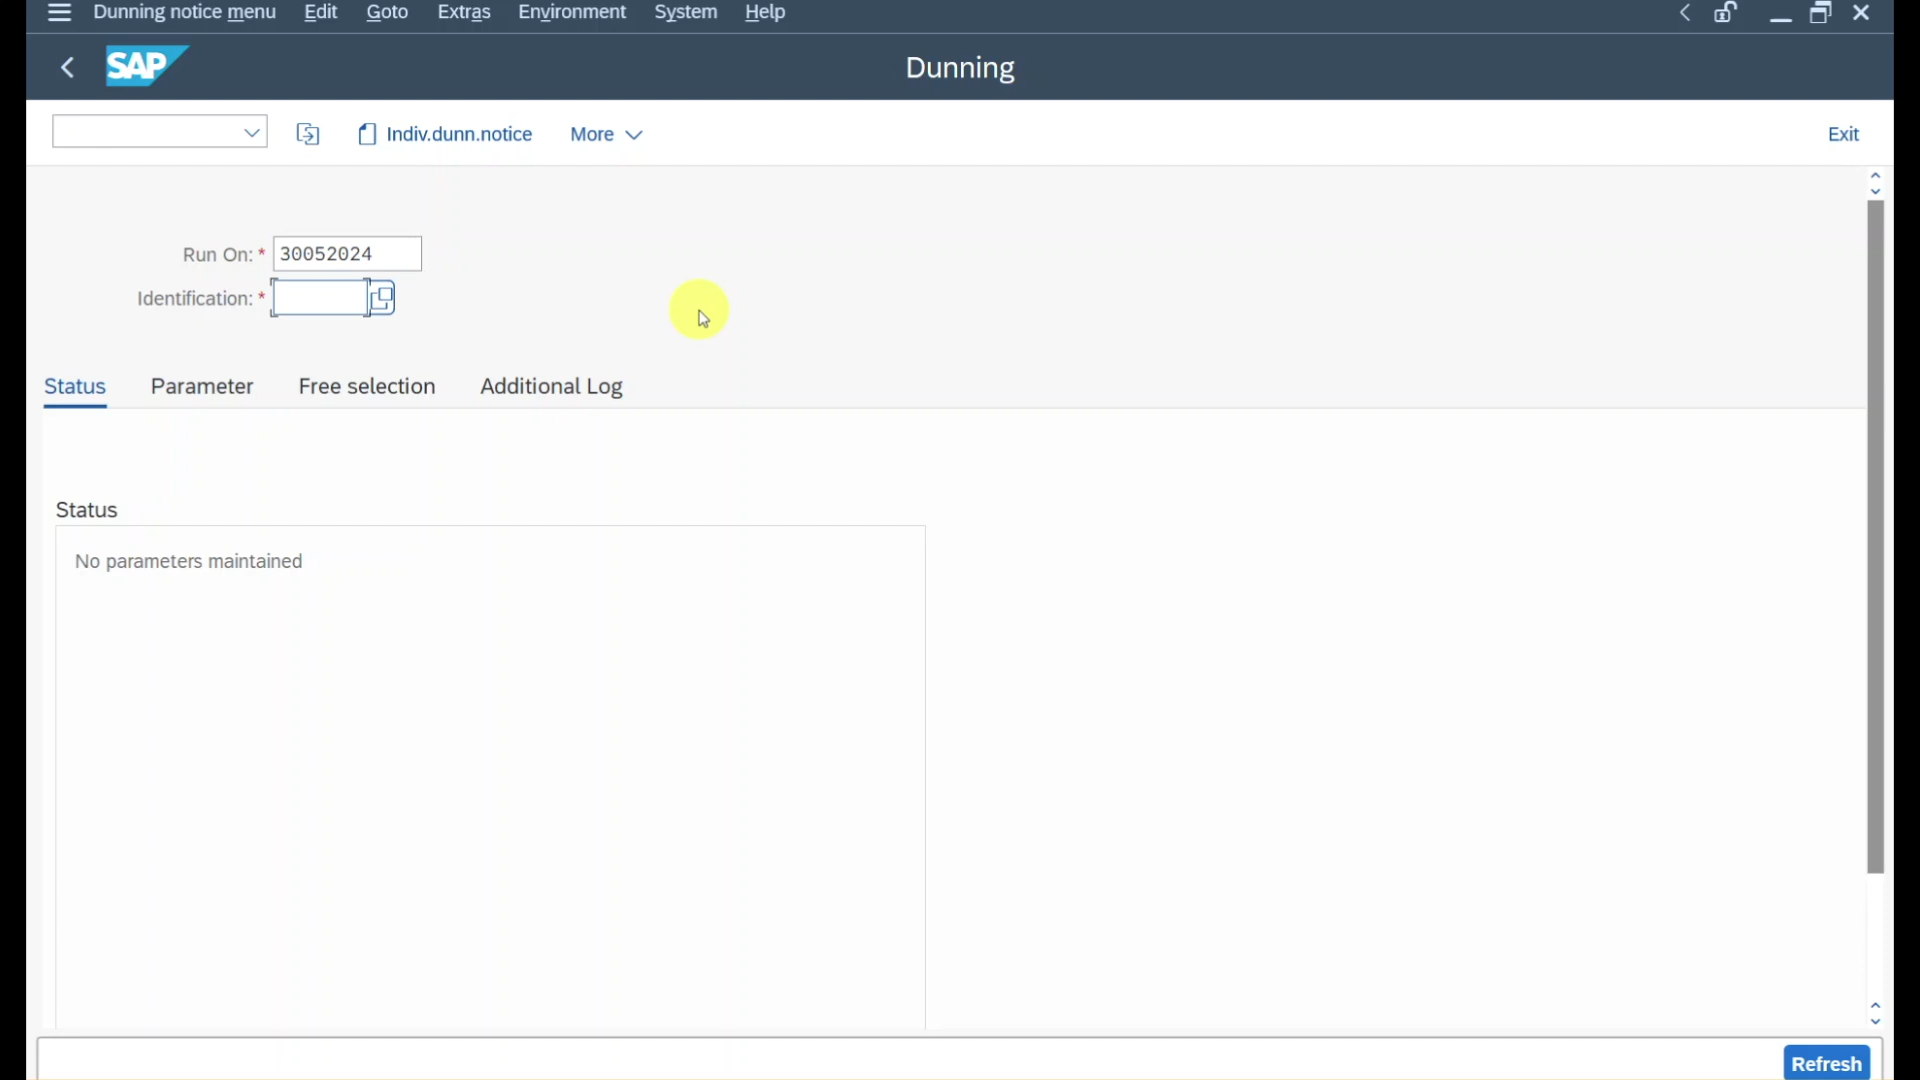 Dunning notice menu Edit Goto Extras Environment System Help
SAP Dunning
Indiv.dunn.notice More Exit
Run On: * 30052024
Identification: *
Status Parameter Free selection Additional Log
Status
No parameters maintained
Refresh